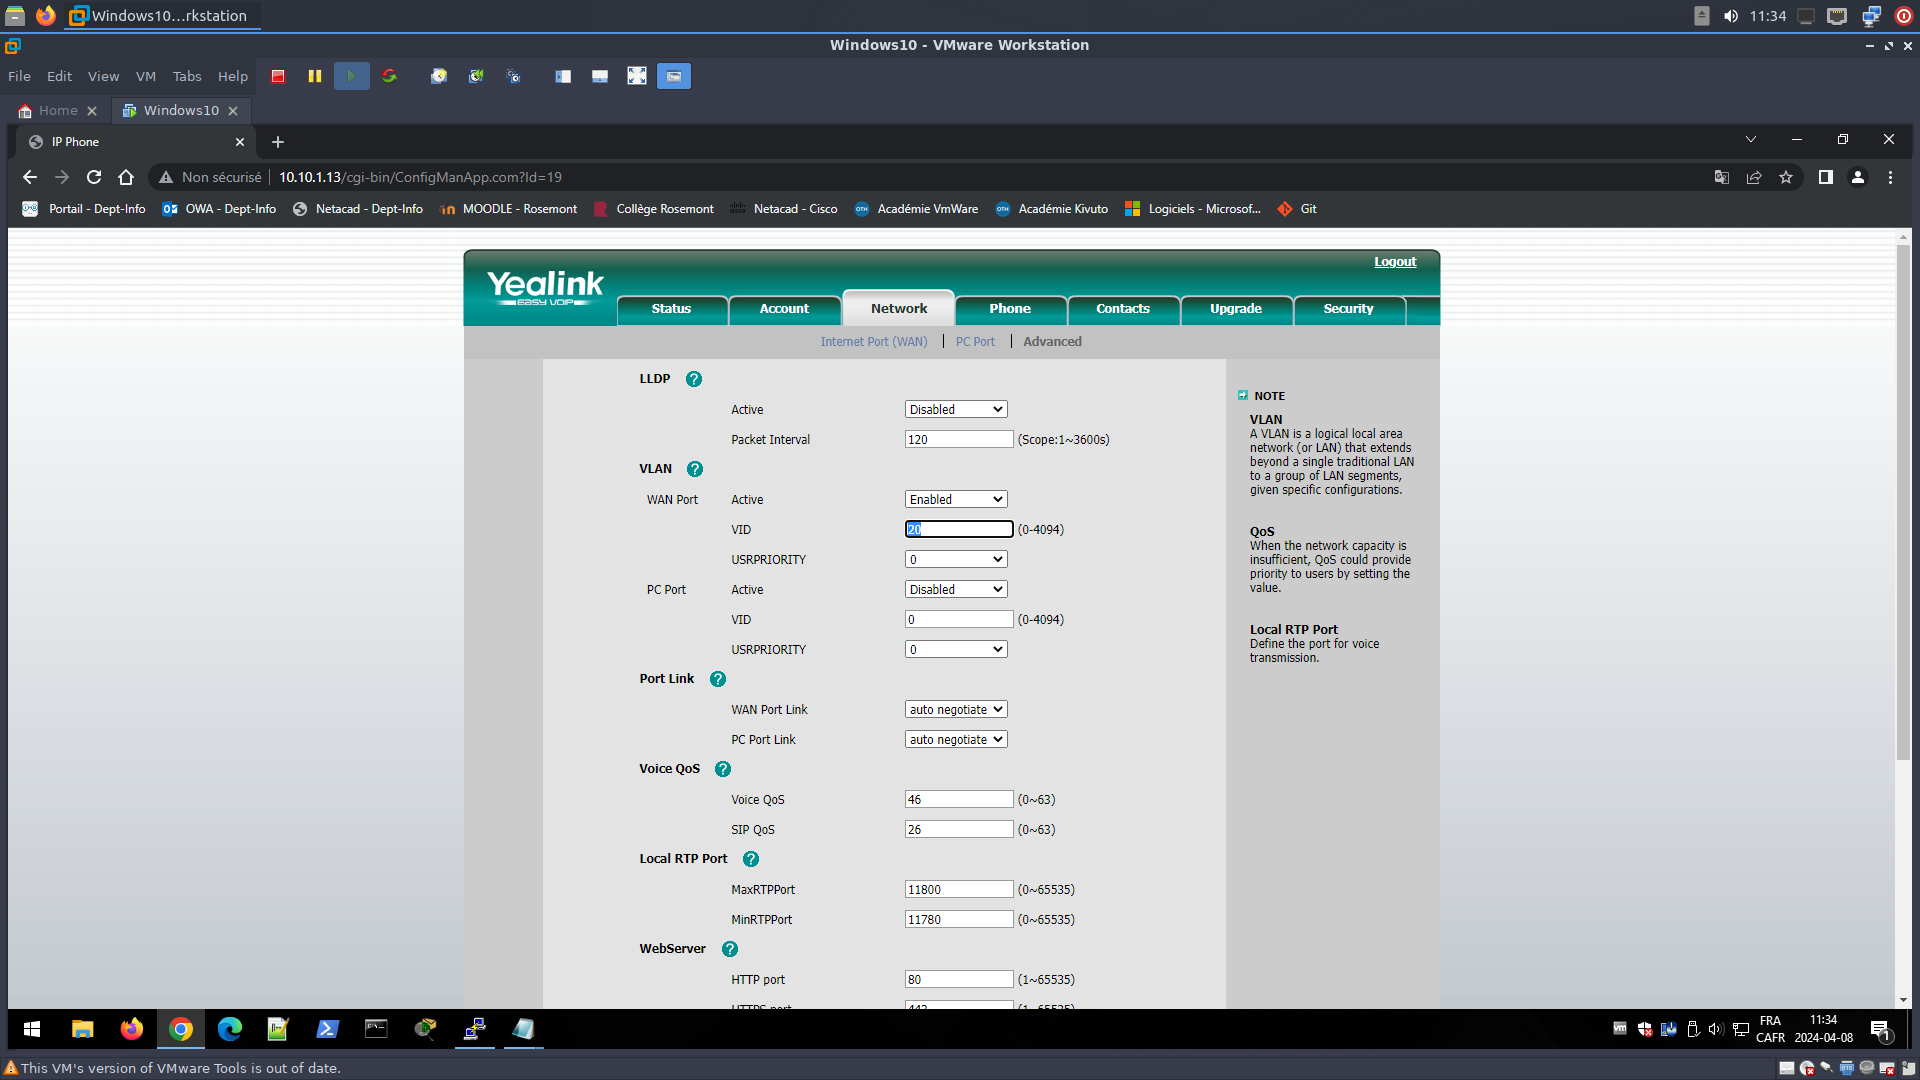 Windows10...rkstation
11:34
Windows10 - VMware Workstation
File Edit View VM Tabs Help
Home
Windows10
IP Phone
Non sécurisé 10.10.1.13/cgi-bin/ConfigManApp.com?Id=19
Portail - Dept-Info OWA - Dept-Info Netacad - Dept-Info MOODLE - Rosemont Collège Rosemont Netacad - Cisco Académie VmWare Académie Kivuto Logiciels - Microsof... Git
Logout
Yealink
EASY VOIP
Status Account Network Phone Contacts Upgrade Security
Internet Port (WAN) PC Port Advanced
LLDP ?
Active Disabled
Packet Interval 120 (Scope:1~3600s)
VLAN ?
WAN Port Active Enabled
VID 20 (0-4094)
USRPRIORITY 0
PC Port Active Disabled
VID 0 (0-4094)
USRPRIORITY 0
Port Link ?
WAN Port Link auto negotiate
PC Port Link auto negotiate
Voice QoS ?
Voice QoS 46 (0~63)
SIP QoS 26 (0~63)
Local RTP Port ?
MaxRTPPort 11800 (0~65535)
MinRTPPort 11780 (0~65535)
WebServer ?
HTTP port 80 (1~65535)
HTTPS port 443 (1~65535)
NOTE
VLAN
A VLAN is a logical local area
network (or LAN) that extends
beyond a single traditional LAN
to a group of LAN segments,
given specific configurations.
QoS
When the network capacity is
insufficient, QoS could provide
priority to users by setting the
value.
Local RTP Port
Define the port for voice
transmission.
FRA
CAFR
11:34
2024-04-08
1
This VM's version of VMware Tools is out of date.